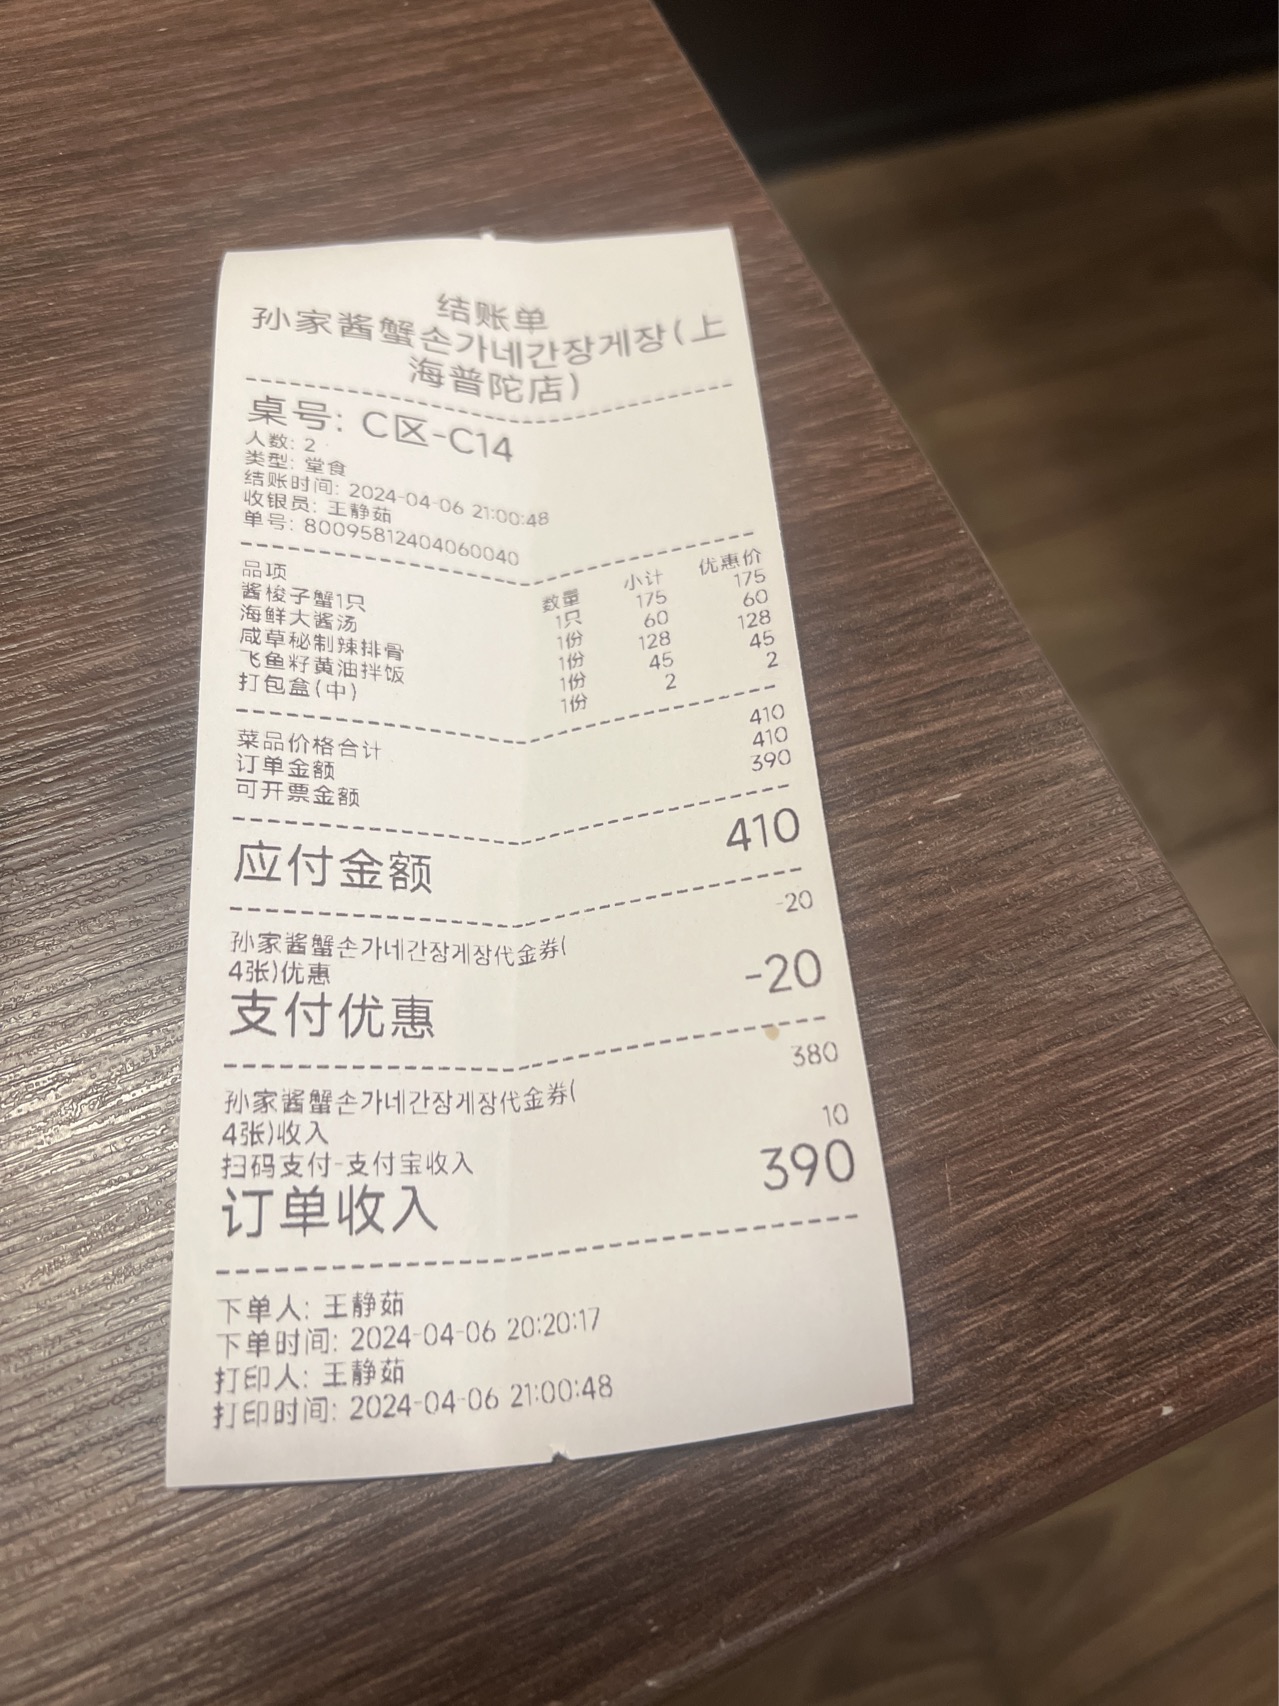 结账单
孙家酱蟹손가네간장게장(上
海普陀店)
桌号: C区-C14
人数: 2
类型: 堂食
结账时间: 2024-04-06 21:00:48
收银员: 王静茹
单号: 80095812404060040
品项 数量 小计 优惠价
酱梭子蟹1只 1只 175 175
海鲜大酱汤 1份 60 60
咸草秘制辣排骨 1份 128 128
飞鱼籽黄油拌饭 1份 45 45
打包盒(中) 1份 2 2
菜品价格合计 410
订单金额 410
可开票金额 390
应付金额 410
孙家酱蟹손가네간장게장代金券( -20
4张)优惠
支付优惠 -20
孙家酱蟹손가네간장게장代金券( 380
4张)收入
扫码支付-支付宝收入 10
订单收入 390
下单人: 王静茹
下单时间: 2024-04-06 20:20:17
打印人: 王静茹
打印时间: 2024-04-06 21:00:48